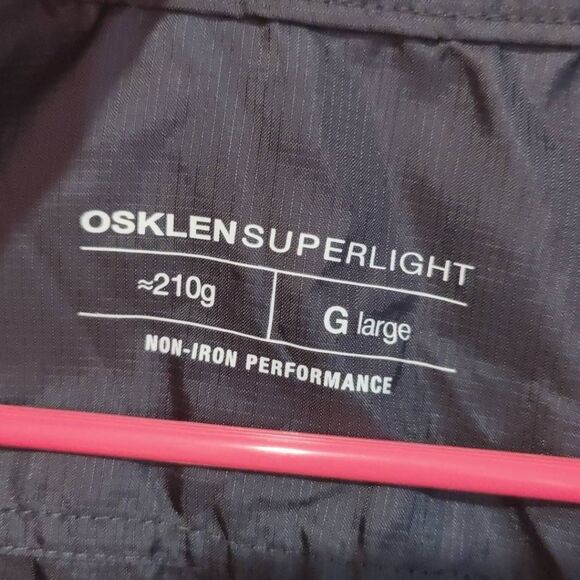 OSKLENSUPERLIGHT
≈210g
G large
NON-IRON PERFORMANCE